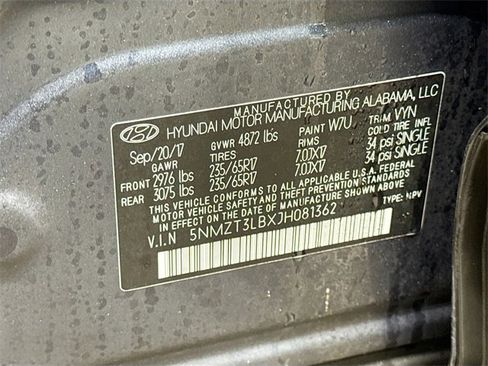 MANUFACTURED BY
HYUNDAI MOTOR MANUFACTURING ALABAMA, LLC
Sep/20/17 GVWR 4872 lbs PAINT W7U TRIM VYN
GAWR TIRES RIMS COLD TIRE INFL
FRONT 2976 lbs 235/65R17 7.0JX17 34 psi SINGLE
REAR 3075 lbs 235/65R17 7.0JX17 34 psi SINGLE
THIS VEHICLE CONFORMS TO ALL APPLICABLE U.S.A. FEDERAL
MOTOR VEHICLE SAFETY AND THEFT PREVENTION STANDARDS
IN EFFECT ON THE DATE OF MANUFACTURE SHOWN ABOVE.
V.I.N 5NMZT3LBXJH081362 TYPE: MPV